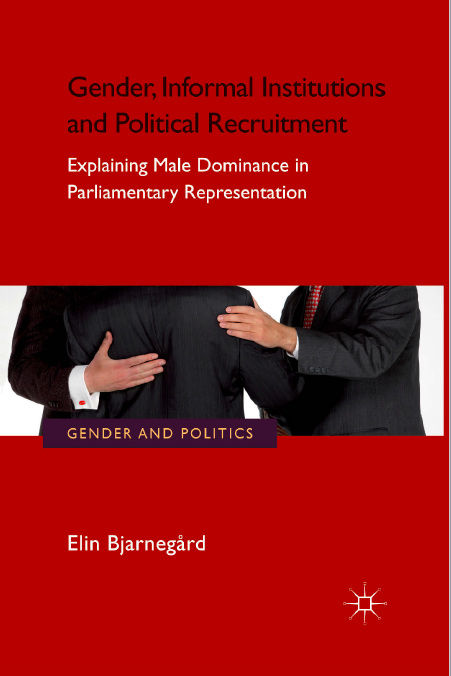 Gender, Informal Institutions
and Political Recruitment
Explaining Male Dominance in
Parliamentary Representation
GENDER AND POLITICS
Elin Bjarnegård